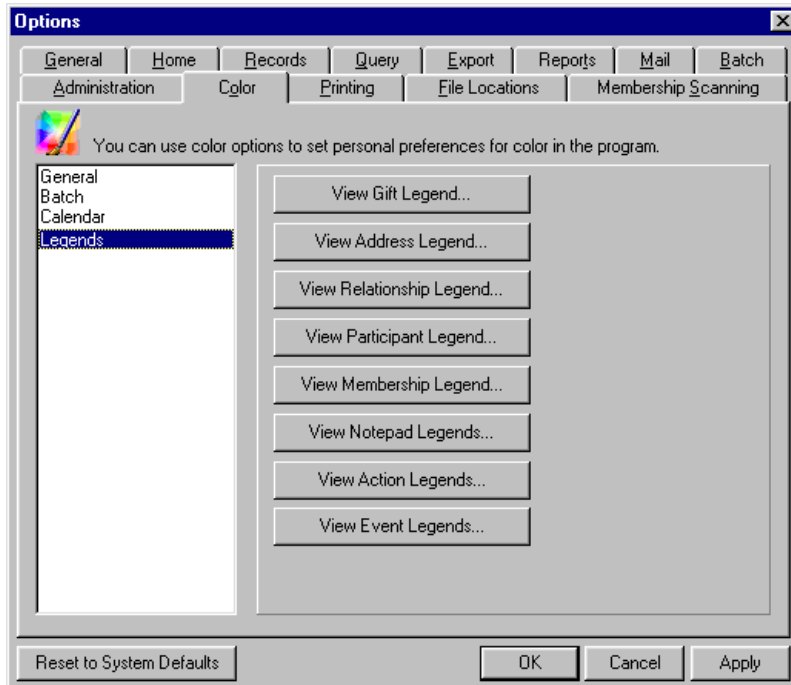 Options
General Home Records Query Export Reports Mail Batch
Administration Color Printing File Locations Membership Scanning
You can use color options to set personal preferences for color in the program.
General
Batch
Calendar
Legends
View Gift Legend...
View Address Legend...
View Relationship Legend...
View Participant Legend...
View Membership Legend...
View Notepad Legends...
View Action Legends...
View Event Legends...
Reset to System Defaults OK Cancel Apply